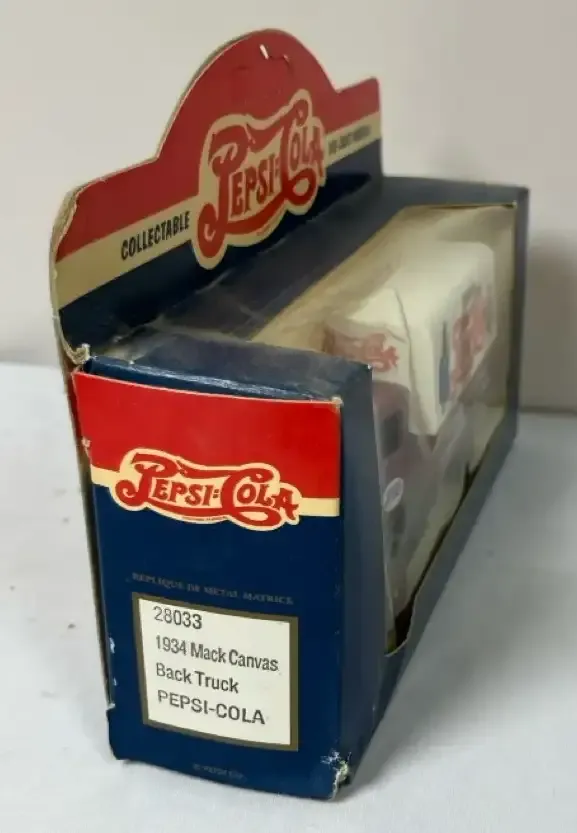 COLLECTABLE
PEPSI:COLA
PEPSI:COLA
REPLIQUE DE METAL MATRICE
28033
1934 Mack Canvas
Back Truck
PEPSI-COLA